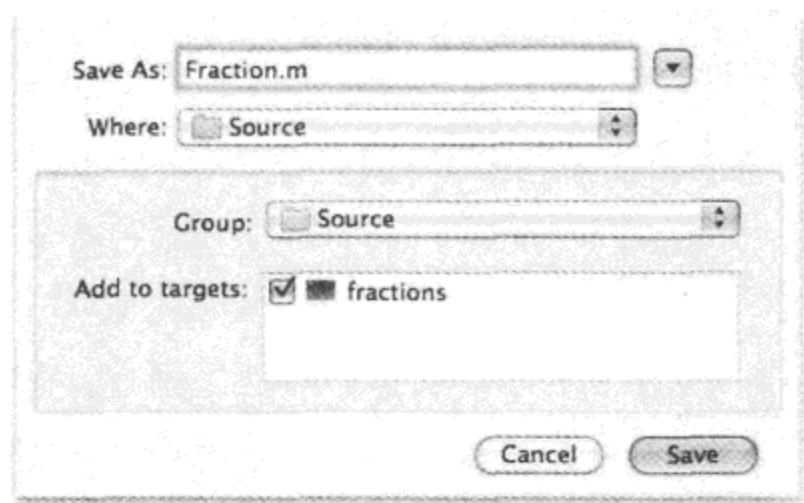 Save As: Fraction.m
Where: Source
Group: Source
Add to targets: fractions
Cancel Save